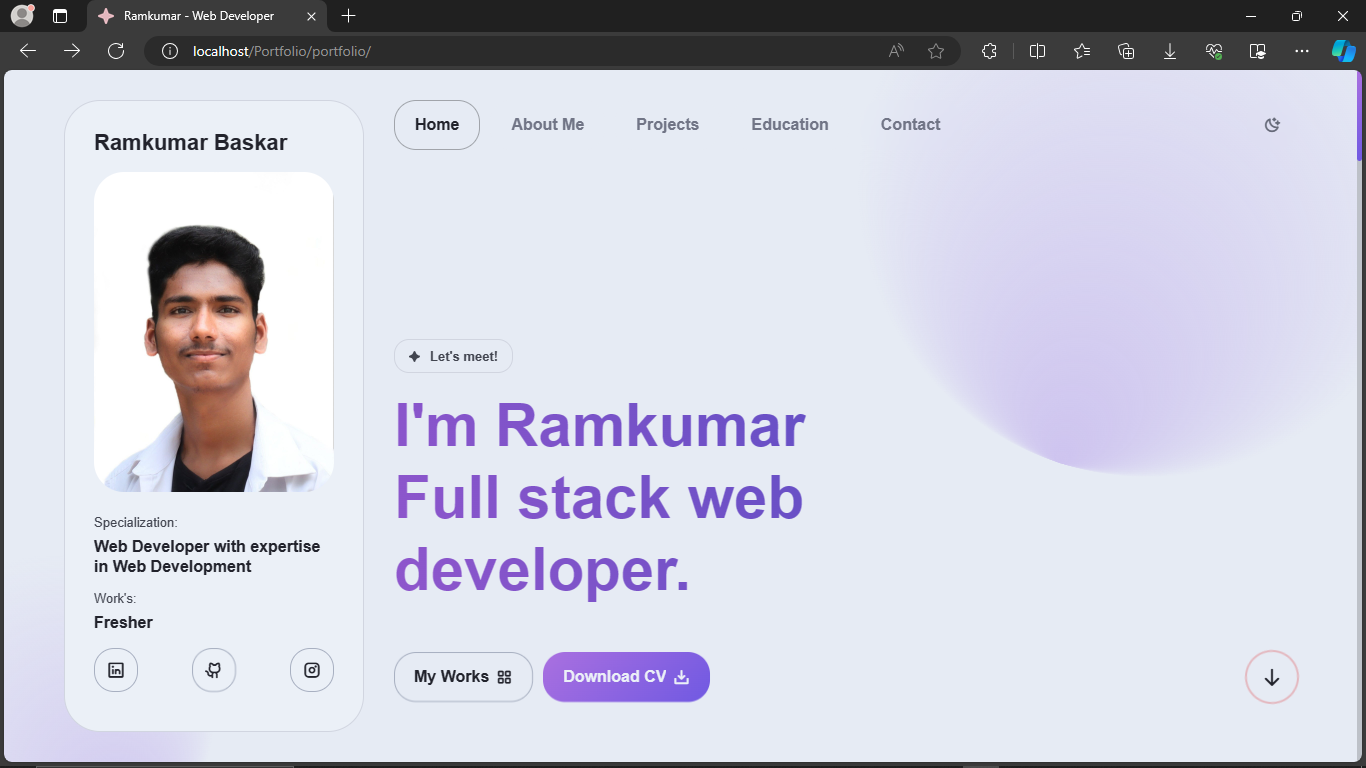 Ramkumar - Web Developer
localhost/Portfolio/portfolio/
Ramkumar Baskar
Home
About Me
Projects
Education
Contact
Specialization:
Web Developer with expertise
in Web Development
Work's:
Fresher
Let's meet!
I'm Ramkumar
Full stack web
developer.
My Works
Download CV